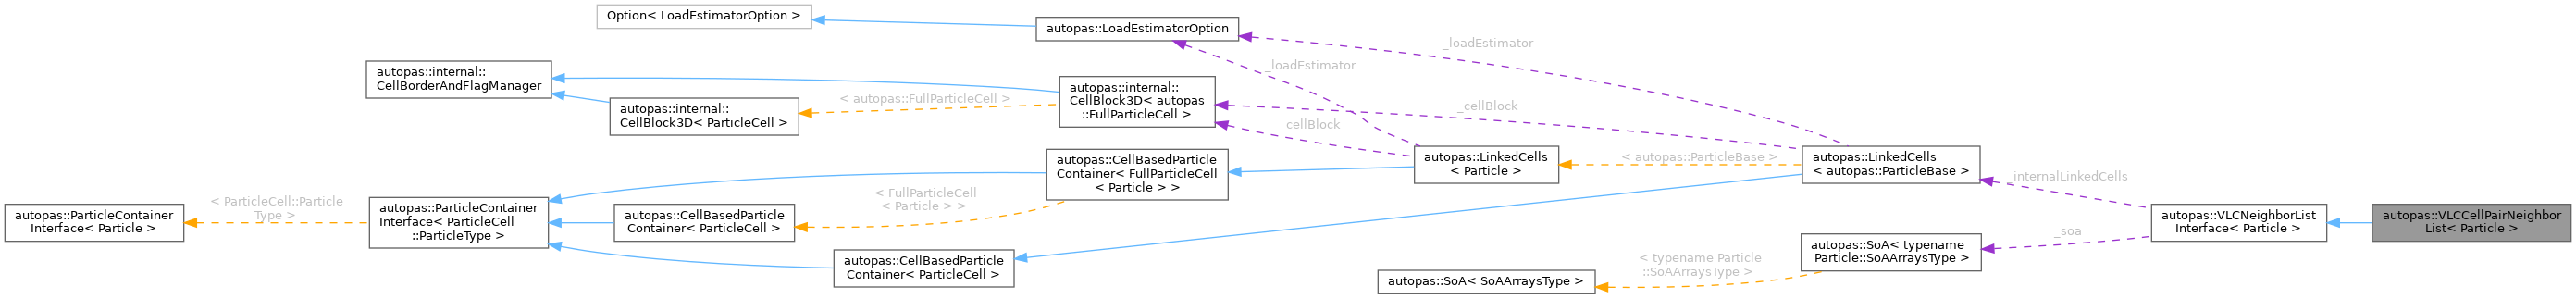 Option< LoadEstimatorOption >
autopas::LoadEstimatorOption
_loadEstimator
_loadEstimator
autopas::internal::
CellBorderAndFlagManager
autopas::internal::
CellBlock3D< ParticleCell >
< autopas::FullParticleCell >
autopas::internal::
CellBlock3D< autopas
::FullParticleCell >
_cellBlock
_cellBlock
autopas::LinkedCells
< Particle >
< autopas::ParticleBase >
autopas::LinkedCells
< autopas::ParticleBase >
_internalLinkedCells
autopas::CellBasedParticle
Container< FullParticleCell
< Particle > >
< FullParticleCell
< Particle > >
autopas::ParticleContainer
Interface< Particle >
< ParticleCell::Particle
Type >
autopas::ParticleContainer
Interface< ParticleCell
::ParticleType >
autopas::CellBasedParticle
Container< ParticleCell >
autopas::CellBasedParticle
Container< ParticleCell >
autopas::VLCNeighborList
Interface< Particle >
autopas::VLCCellPairNeighbor
List< Particle >
_soa
autopas::SoA< typename
Particle::SoAArraysType >
< typename Particle
::SoAArraysType >
autopas::SoA< SoAArraysType >